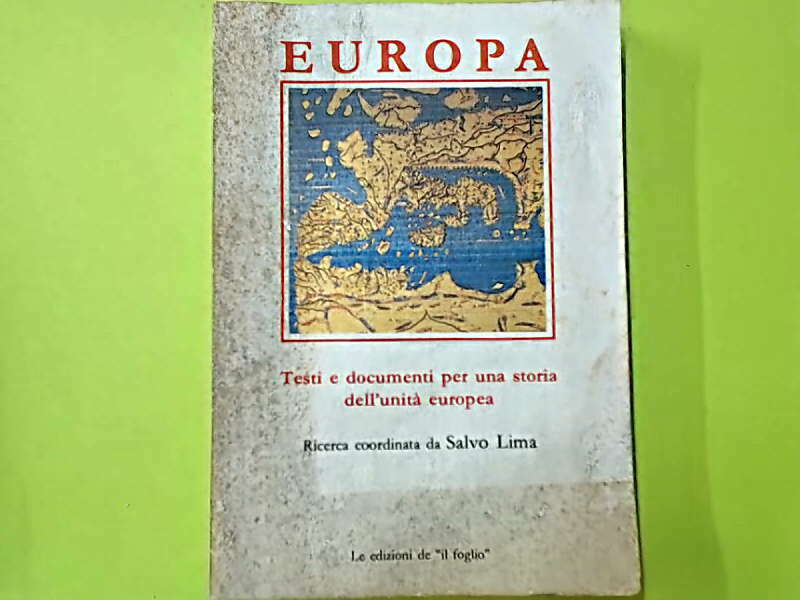 EUROPA
Testi e documenti per una storia
dell'unità europea
Ricerca coordinata da Salvo Lima
Le edizioni de "il foglio"